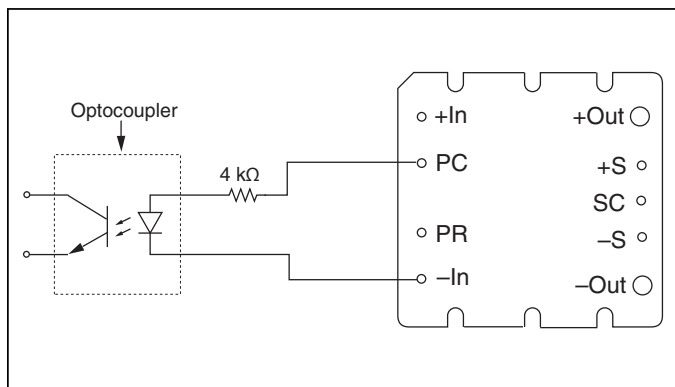 Optocoupler
4 kΩ
+In
PC
PR
–In
+Out
+S
SC
–S
–Out